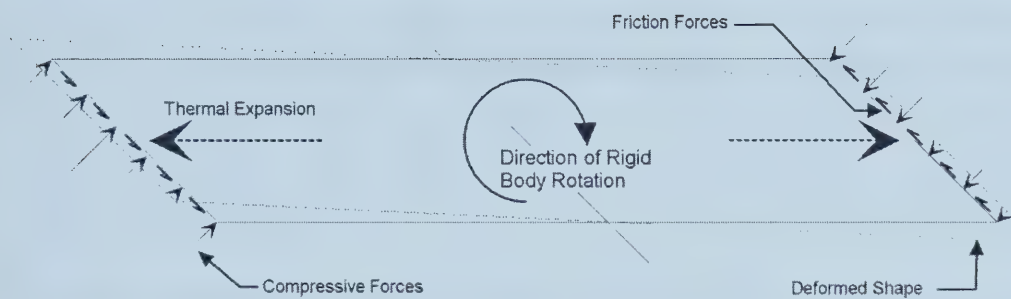 Friction Forces
Thermal Expansion
Direction of Rigid
Body Rotation
Compressive Forces
Deformed Shape